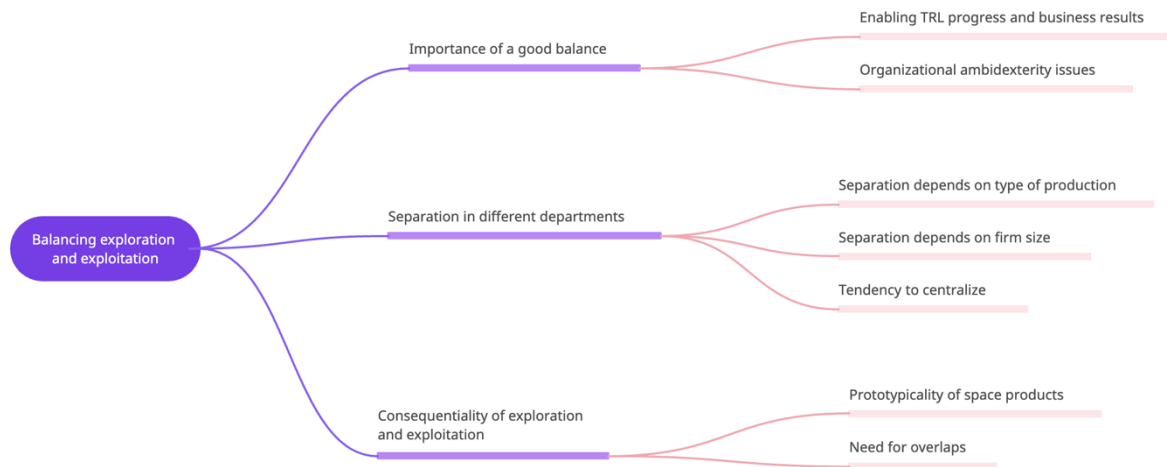 Balancing exploration
and exploitation
Importance of a good balance
Enabling TRL progress and business results
Organizational ambidexterity issues
Separation in different departments
Separation depends on type of production
Separation depends on firm size
Tendency to centralize
Consequentiality of exploration
and exploitation
Prototypicality of space products
Need for overlaps